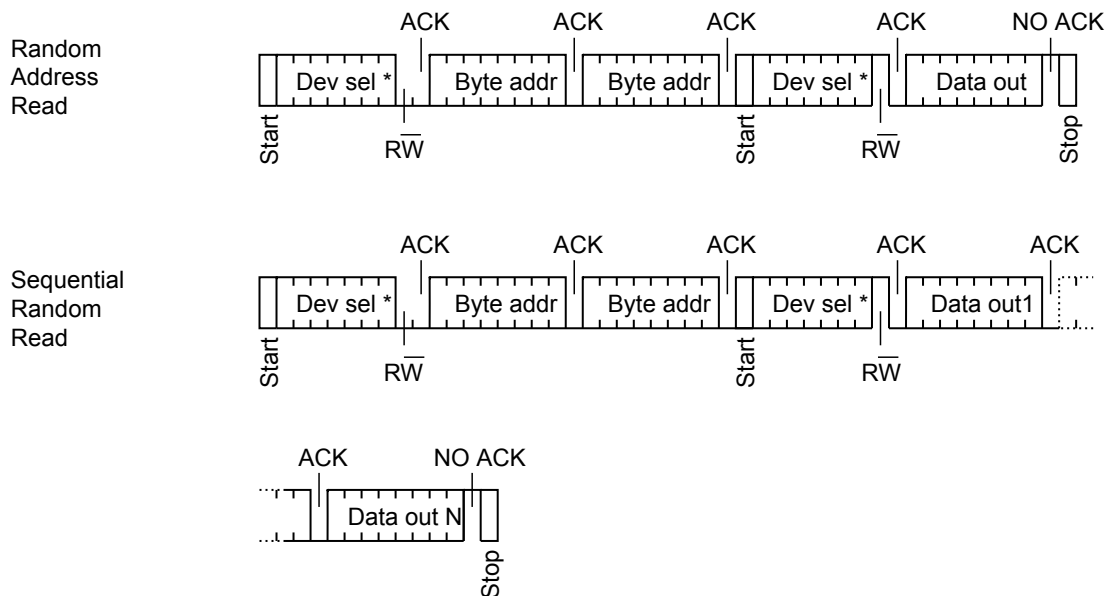 ACK ACK ACK ACK NO ACK
Random
Address
Read
Dev sel * Byte addr Byte addr Dev sel * Data out
Start Start Stop
RW̅ RW̅
ACK ACK ACK ACK ACK
Sequential
Random
Read
Dev sel * Byte addr Byte addr Dev sel * Data out1
Start Start
RW̅ RW̅
ACK NO ACK
Data out N
Stop